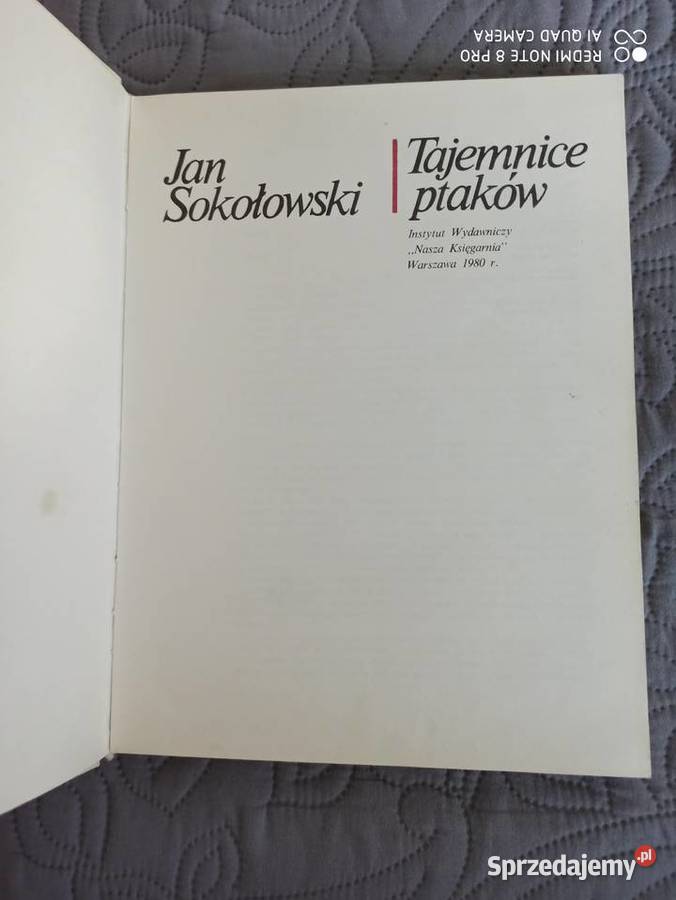 REDMI NOTE 8 PRO
AI QUAD CAMERA
Jan
Sokołowski
Tajemnice
ptaków
Instytut Wydawniczy
„Nasza Księgarnia"
Warszawa 1980 r.
Sprzedajemy.pl